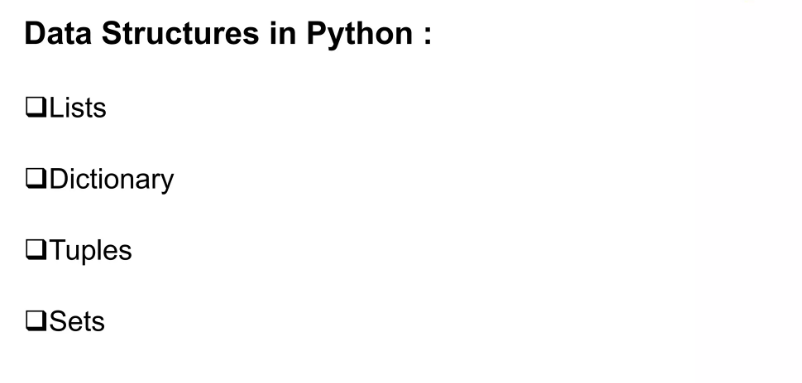 Data Structures in Python :
❑Lists
❑Dictionary
❑Tuples
❑Sets